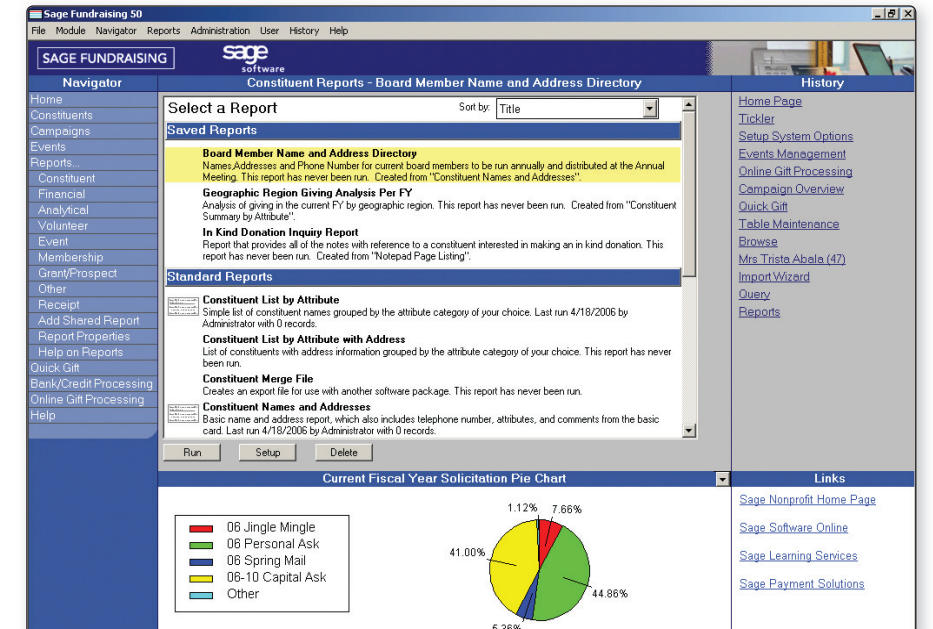 Sage Fundraising 50
File Module Navigator Reports Administration User History Help
SAGE FUNDRAISING
sage
software
Navigator
Home
Constituents
Campaigns
Events
Reports...
Constituent
Financial
Analytical
Volunteer
Event
Membership
Grant/Prospect
Other
Receipt
Add Shared Report
Report Properties
Help on Reports
Quick Gift
Bank/Credit Processing
Online Gift Processing
Help
Constituent Reports - Board Member Name and Address Directory
Select a Report
Sort by: Title
Saved Reports
Board Member Name and Address Directory
Names,Addresses and Phone Number for current board members to be run annually and distributed at the Annual
Meeting. This report has never been run. Created from "Constituent Names and Addresses".
Geographic Region Giving Analysis Per FY
Analysis of giving in the current FY by geographic region. This report has never been run. Created from "Constituent
Summary by Attribute".
In Kind Donation Inquiry Report
Report that provides all of the notes with reference to a constituent interested in making an in kind donation. This
report has never been run. Created from "Notepad Page Listing".
Standard Reports
Constituent List by Attribute
Simple list of constituent names grouped by the attribute category of your choice. Last run 4/18/2006 by
Administrator with 0 records.
Constituent List by Attribute with Address
List of constituents with address information grouped by the attribute category of your choice. This report has never
been run.
Constituent Merge File
Creates an export file for use with another software package. This report has never been run.
Constituent Names and Addresses
Basic name and address report, which also includes telephone number, attributes, and comments from the basic
card. Last run 4/18/2006 by Administrator with 0 records.
Run Setup Delete
Current Fiscal Year Solicitation Pie Chart
06 Jingle Mingle
06 Personal Ask
06 Spring Mail
06-10 Capital Ask
Other
1.12% 7.66%
41.00%
44.86%
5.36%
History
Home Page
Tickler
Setup System Options
Events Management
Online Gift Processing
Campaign Overview
Quick Gift
Table Maintenance
Browse
Mrs Trista Abala (47)
Import Wizard
Query
Reports
Links
Sage Nonprofit Home Page
Sage Software Online
Sage Learning Services
Sage Payment Solutions